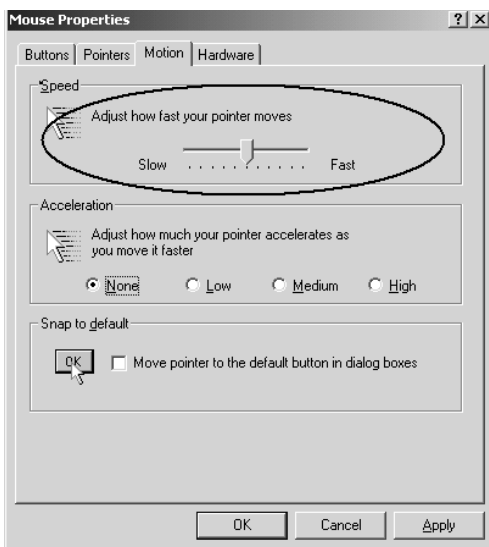 Mouse Properties
Buttons Pointers Motion Hardware
Speed
Adjust how fast your pointer moves
Slow Fast
Acceleration
Adjust how much your pointer accelerates as
you move it faster
None Low Medium High
Snap to default
OK Move pointer to the default button in dialog boxes
OK Cancel Apply